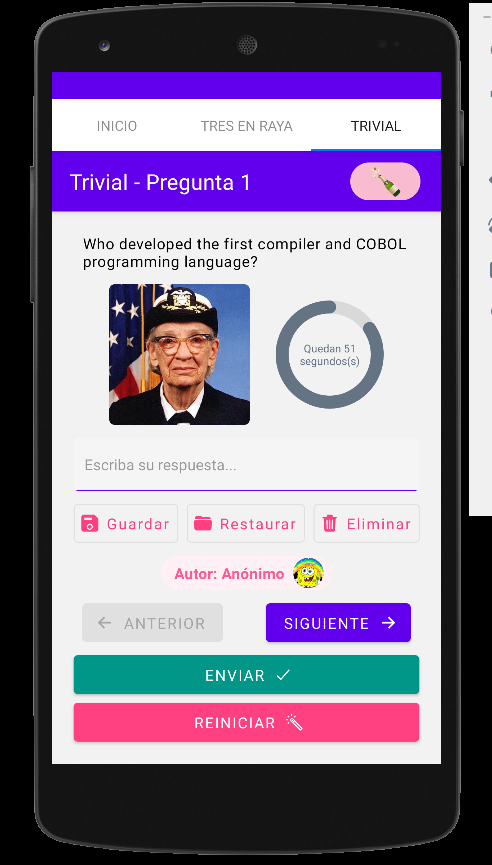 INICIO TRES EN RAYA TRIVIAL
Trivial - Pregunta 1
Who developed the first compiler and COBOL
programming language?
Quedan 51
segundos(s)
Escriba su respuesta...
Guardar Restaurar Eliminar
Autor: Anónimo
ANTERIOR SIGUIENTE
ENVIAR
REINICIAR